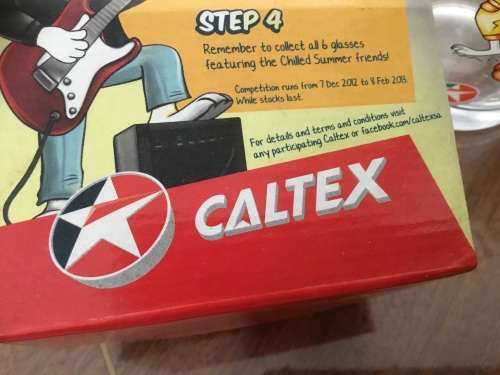 STEP 4
Remember to collect all 6 glasses
featuring the Chilled Summer friends!
Competition runs from 7 Dec 2012 to 8 Feb 2013.
While stocks last.
For details and terms and conditions visit
any participating Caltex or facebook.com/caltexsa
CALTEX